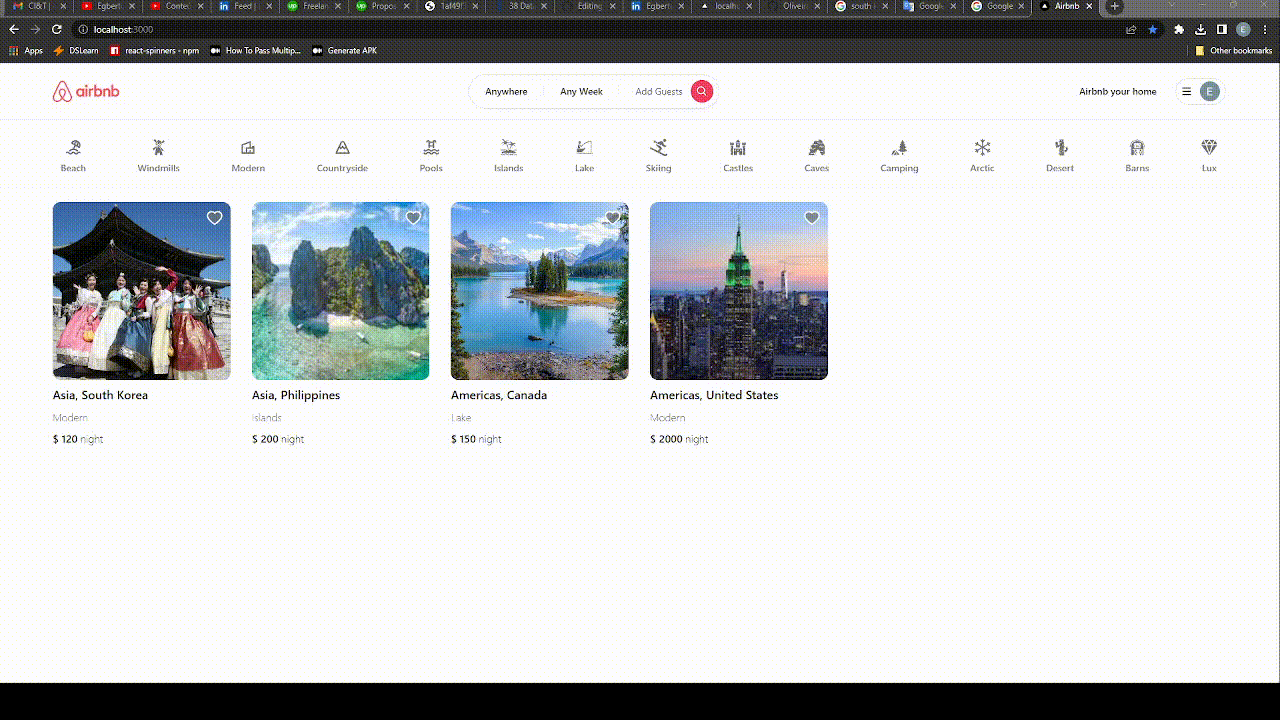 CI&T |
Egbert
Conte
Feed |
Freelan
Propos
1af49f
38 Dat
Editing
Egbert
localhu
Olivers
south k
Google
Google
Airbnb
localhost:3000
E
Apps
DSLearn
react-spinners - npm
How To Pass Multip...
Generate APK
Other bookmarks
airbnb
Anywhere
Any Week
Add Guests
Airbnb your home
E
Beach
Windmills
Modern
Countryside
Pools
Islands
Lake
Skiing
Castles
Caves
Camping
Arctic
Desert
Barns
Lux
Asia, South Korea
Modern
$ 120 night
Asia, Philippines
Islands
$ 200 night
Americas, Canada
Lake
$ 150 night
Americas, United States
Modern
$ 2000 night